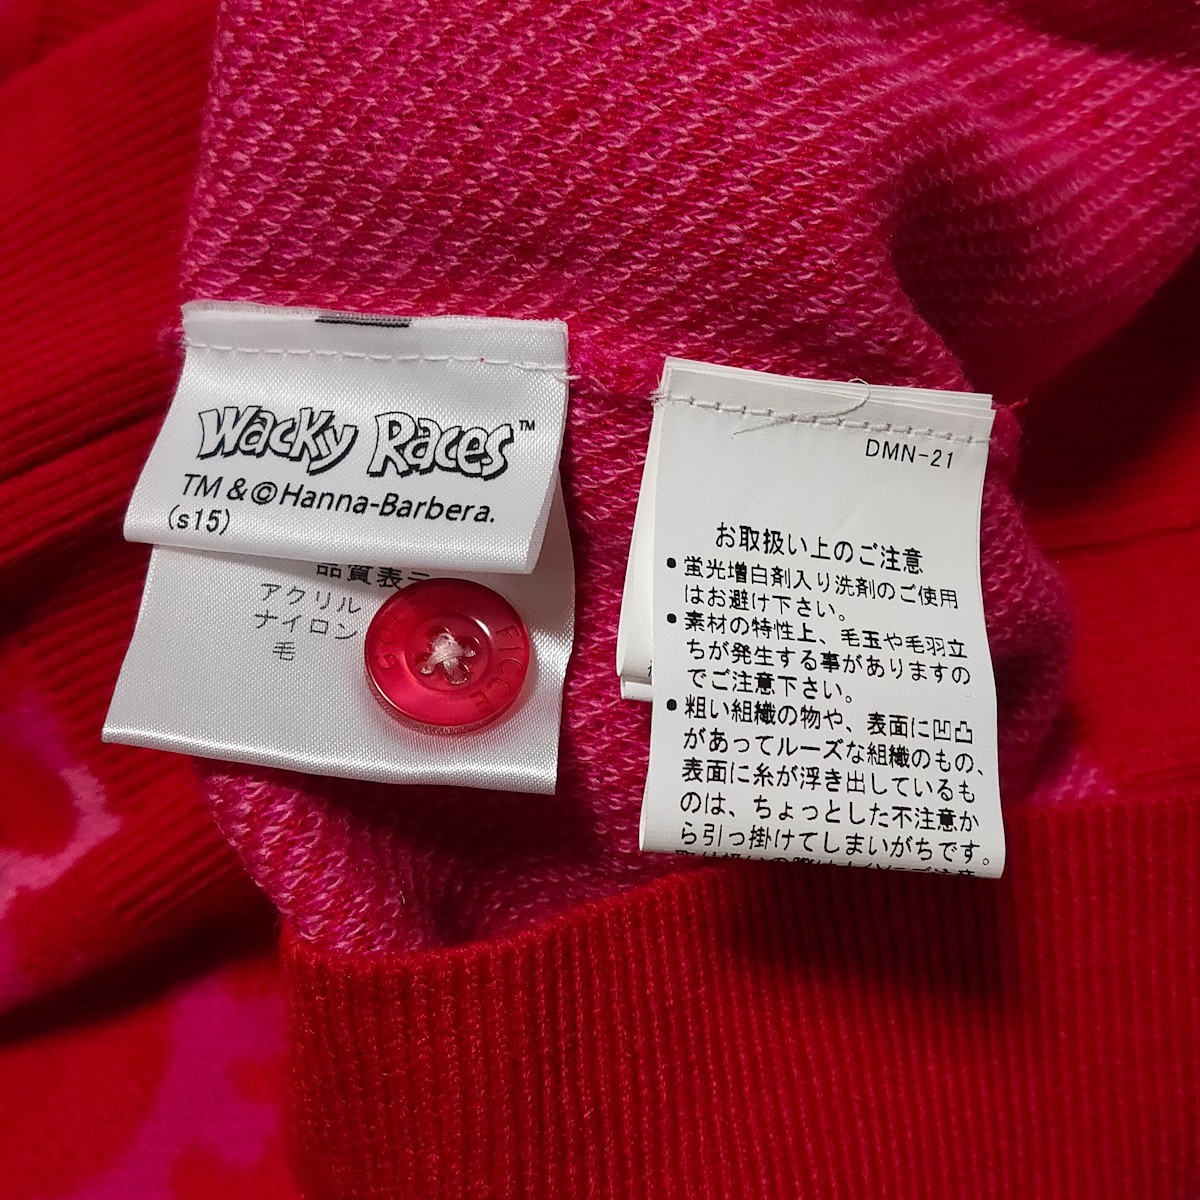 Wacky Races™
TM & ©Hanna-Barbera.
(s15)
品質表示
アクリル
ナイロン
毛
DMN-21
お取扱い上のご注意
●蛍光増白剤入り洗剤のご使用
はお避け下さい。
●素材の特性上、毛玉や毛羽立
ちが発生する事がありますの
でご注意下さい。
●粗い組織の物や、表面に凹凸
があってルーズな組織のもの、
表面に糸が浮き出しているも
のは、ちょっとした不注意か
ら引っ掛けてしまいがちです。